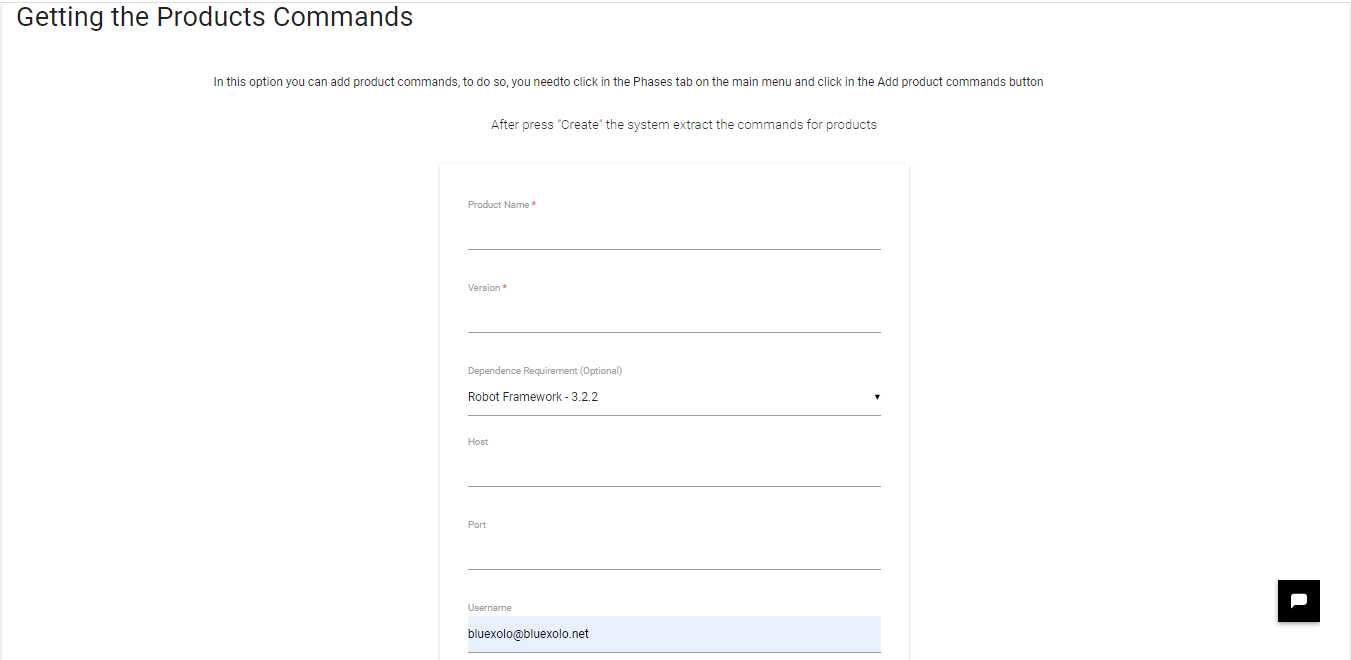 Getting the Products Commands
In this option you can add product commands, to do so, you needto click in the Phases tab on the main menu and click in the Add product commands button
After press "Create" the system extract the commands for products
Product Name *
Version *
Dependence Requirement (Optional)
Robot Framework - 3.2.2
Host
Port
Username
bluexolo@bluexolo.net